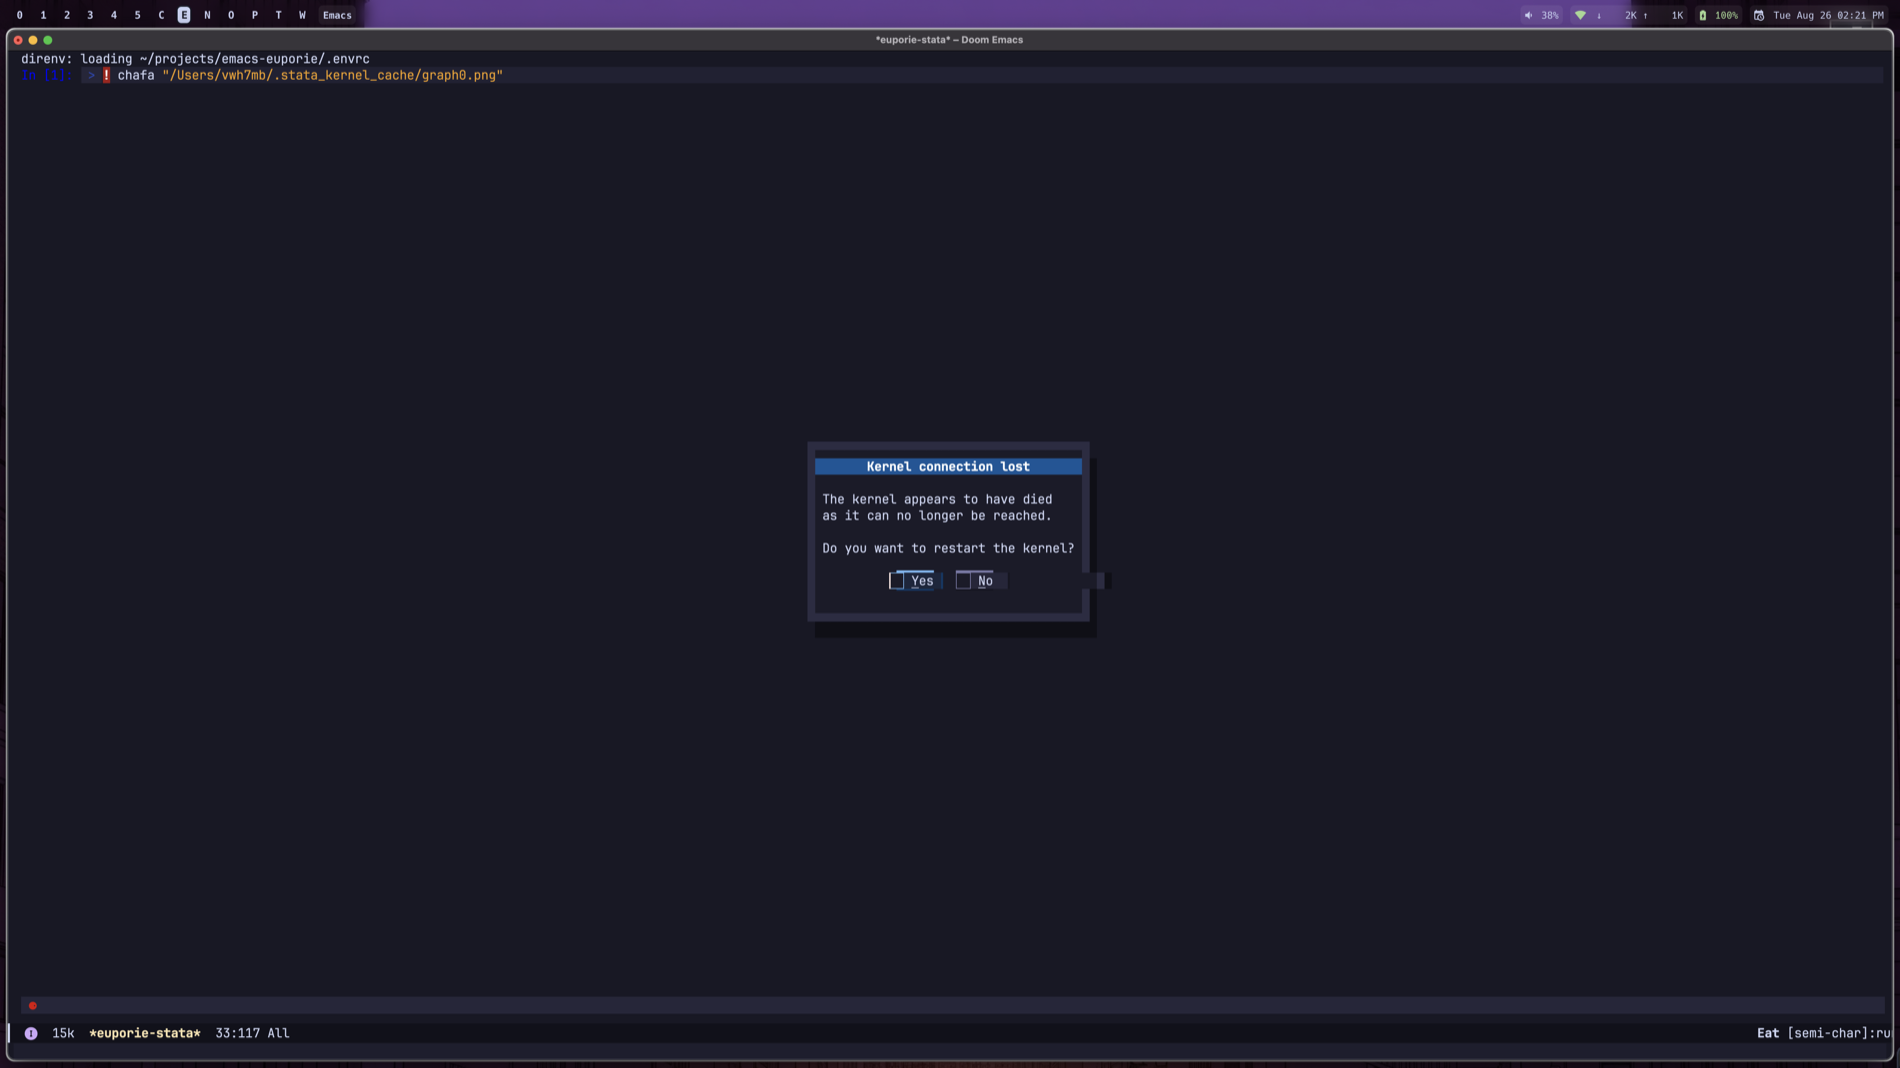 0 1 2 3 4 5 C E N O P T W Emacs 38% ↓ 2K ↑ 1K 100% Tue Aug 26 02:21 PM
*euporie-stata* – Doom Emacs
direnv: loading ~/projects/emacs-euporie/.envrc
In [1]: > ! chafa "/Users/vwh7mb/.stata_kernel_cache/graph0.png"
Kernel connection lost
The kernel appears to have died
as it can no longer be reached.
Do you want to restart the kernel?
Yes No
I 15k *euporie-stata* 33:117 All Eat [semi-char]:ru